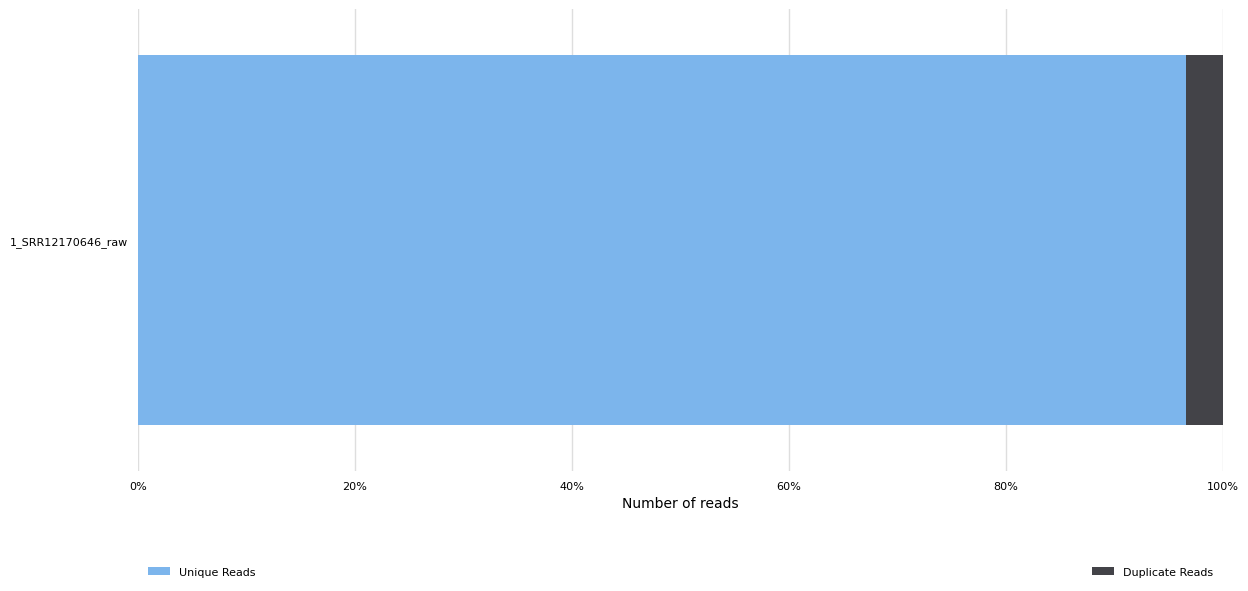 1_SRR12170646_raw
0% 20% 40% 60% 80% 100%
Number of reads
Unique Reads Duplicate Reads